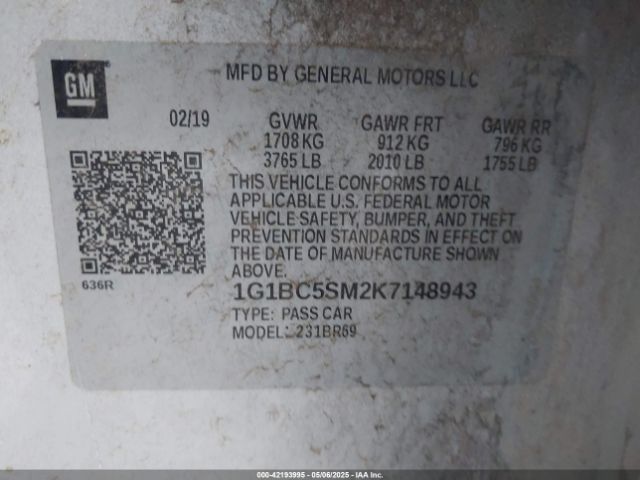 GM
MFD BY GENERAL MOTORS LLC
02/19 GVWR GAWR FRT GAWR RR
1708 KG 912 KG 796 KG
3765 LB 2010 LB 1755 LB
THIS VEHICLE CONFORMS TO ALL
APPLICABLE U.S. FEDERAL MOTOR
VEHICLE SAFETY, BUMPER, AND THEFT
PREVENTION STANDARDS IN EFFECT ON
THE DATE OF MANUFACTURE SHOWN
ABOVE.
636R
1G1BC5SM2K7148943
TYPE: PASS CAR
MODEL: 231BR69
000-42193995 - 05/06/2025 - IAAI.COM